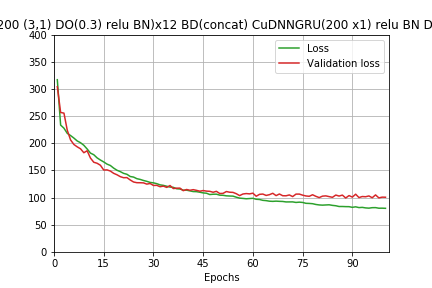 200 (3,1) DO(0.3) relu BN)x12 BD(concat) CuDNNGRU(200 x1) relu BN D
Loss
Validation loss
400
350
300
250
200
150
100
50
0
0 15 30 45 60 75 90
Epochs